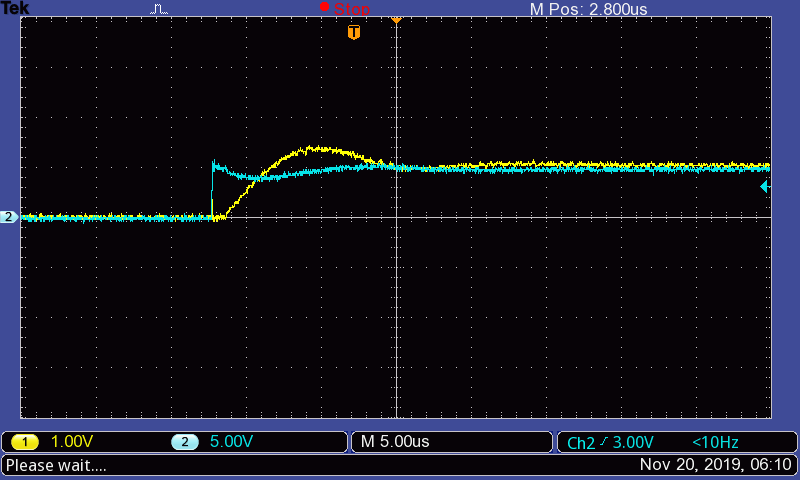 Tek Stop M Pos: 2.800us
T
2
1 1.00V 2 5.00V M 5.00us Ch2 3.00V <10Hz
Please wait.... Nov 20, 2019, 06:10